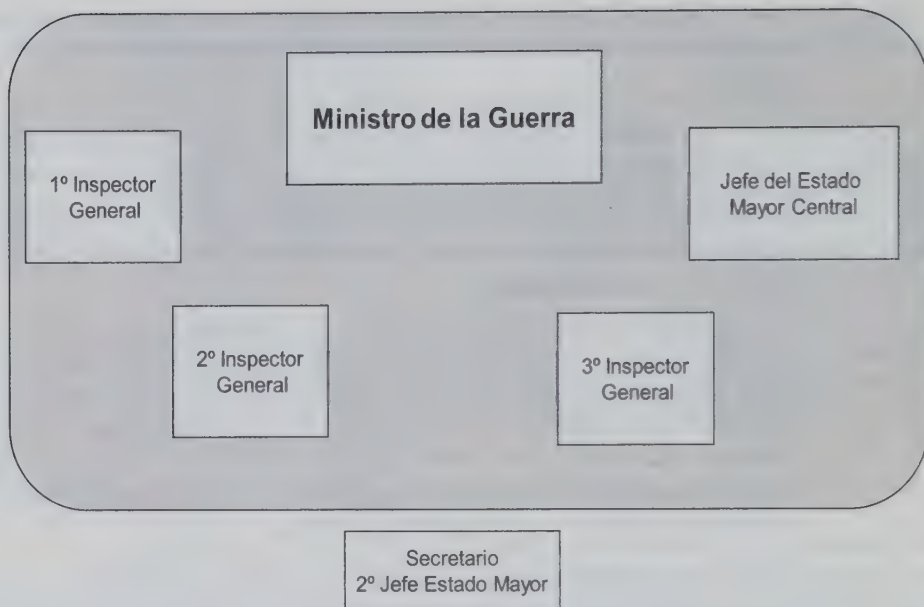 Ministro de la Guerra
1º Inspector
General
Jefe del Estado
Mayor Central
2º Inspector
General
3º Inspector
General
Secretario
2º Jefe Estado Mayor